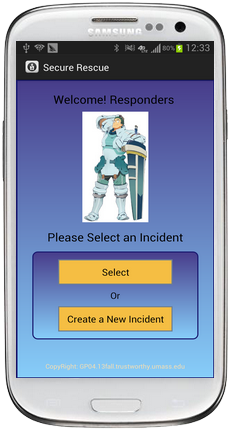 SAMSUNG
80% 12:33
Secure Rescue
Welcome! Responders
Please Select an Incident
Select
Or
Create a New Incident
Copyright, SP04.13fall.trustworthy.umass.edu